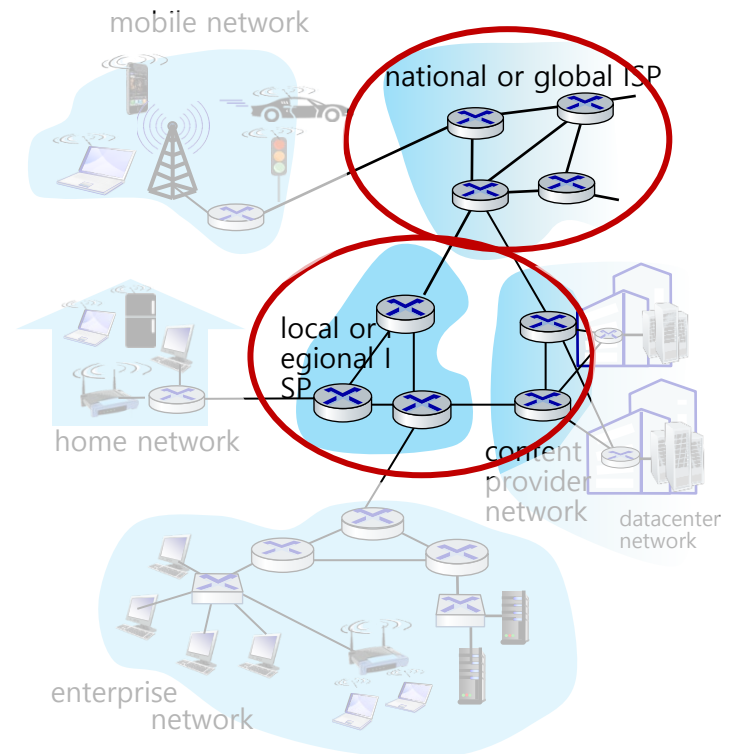 mobile network
national or global ISP
local or r
egional I
SP
home network
content
provider
network
datacenter
network
enterprise
network